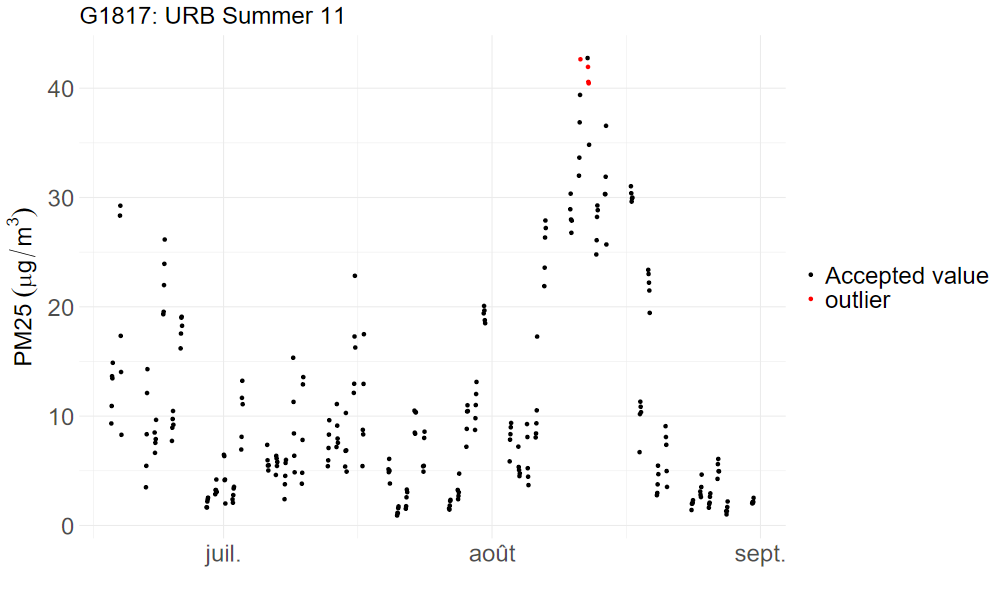 G1817: URB Summer 11
PM25 (μg/m³)
40
30
20
10
0
juil.
août
sept.
Accepted value
outlier